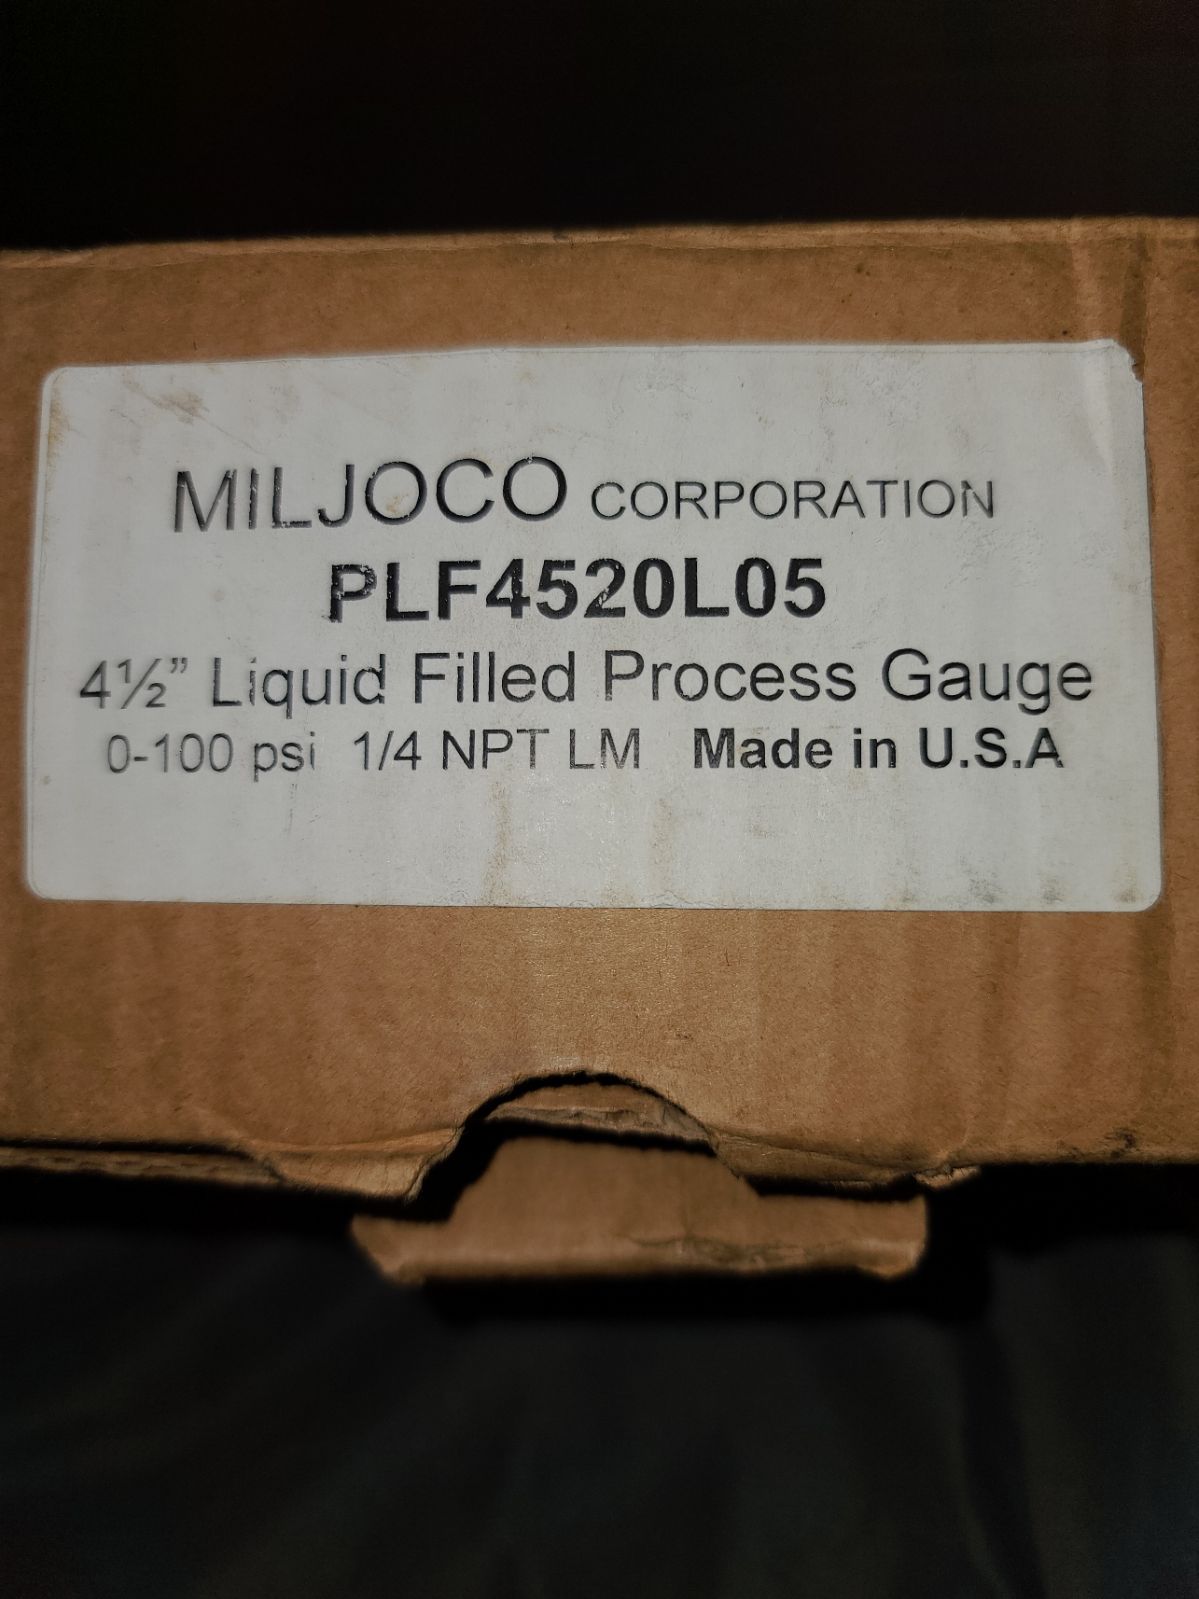 MILJOCO CORPORATION
PLF4520L05
4½” Liquid Filled Process Gauge
0-100 psi 1/4 NPT LM Made in U.S.A